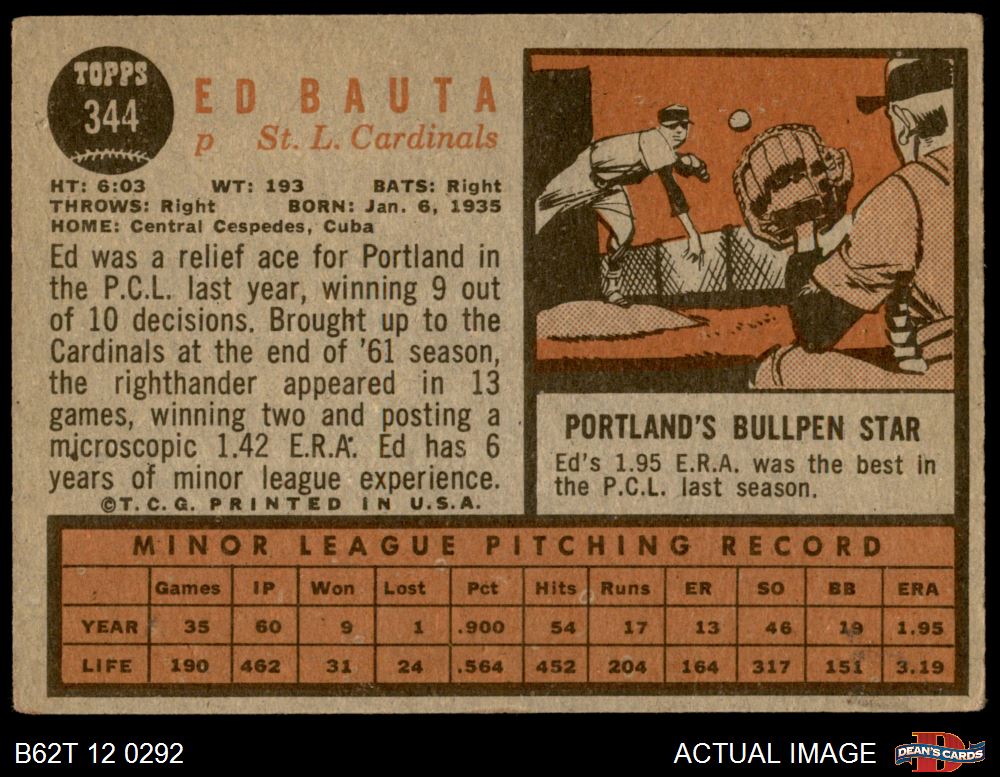 TOPPS
344
ED BAUTA
p St. L. Cardinals
HT: 6:03 WT: 193 BATS: Right
THROWS: Right BORN: Jan. 6, 1935
HOME: Central Cespedes, Cuba
Ed was a relief ace for Portland in
the P.C.L. last year, winning 9 out
of 10 decisions. Brought up to the
Cardinals at the end of '61 season,
the righthander appeared in 13
games, winning two and posting a
microscopic 1.42 E.R.A. Ed has 6
years of minor league experience.
©T.C.G. PRINTED IN U.S.A.
PORTLAND'S BULLPEN STAR
Ed's 1.95 E.R.A. was the best in
the P.C.L. last season.
MINOR LEAGUE PITCHING RECORD
Games IP Won Lost Pct Hits Runs ER SO BB ERA
YEAR 35 60 9 1 .900 54 17 13 46 19 1.95
LIFE 190 462 31 24 .564 452 204 164 317 151 3.19
B62T 12 0292
ACTUAL IMAGE
D
DEAN'S CARDS